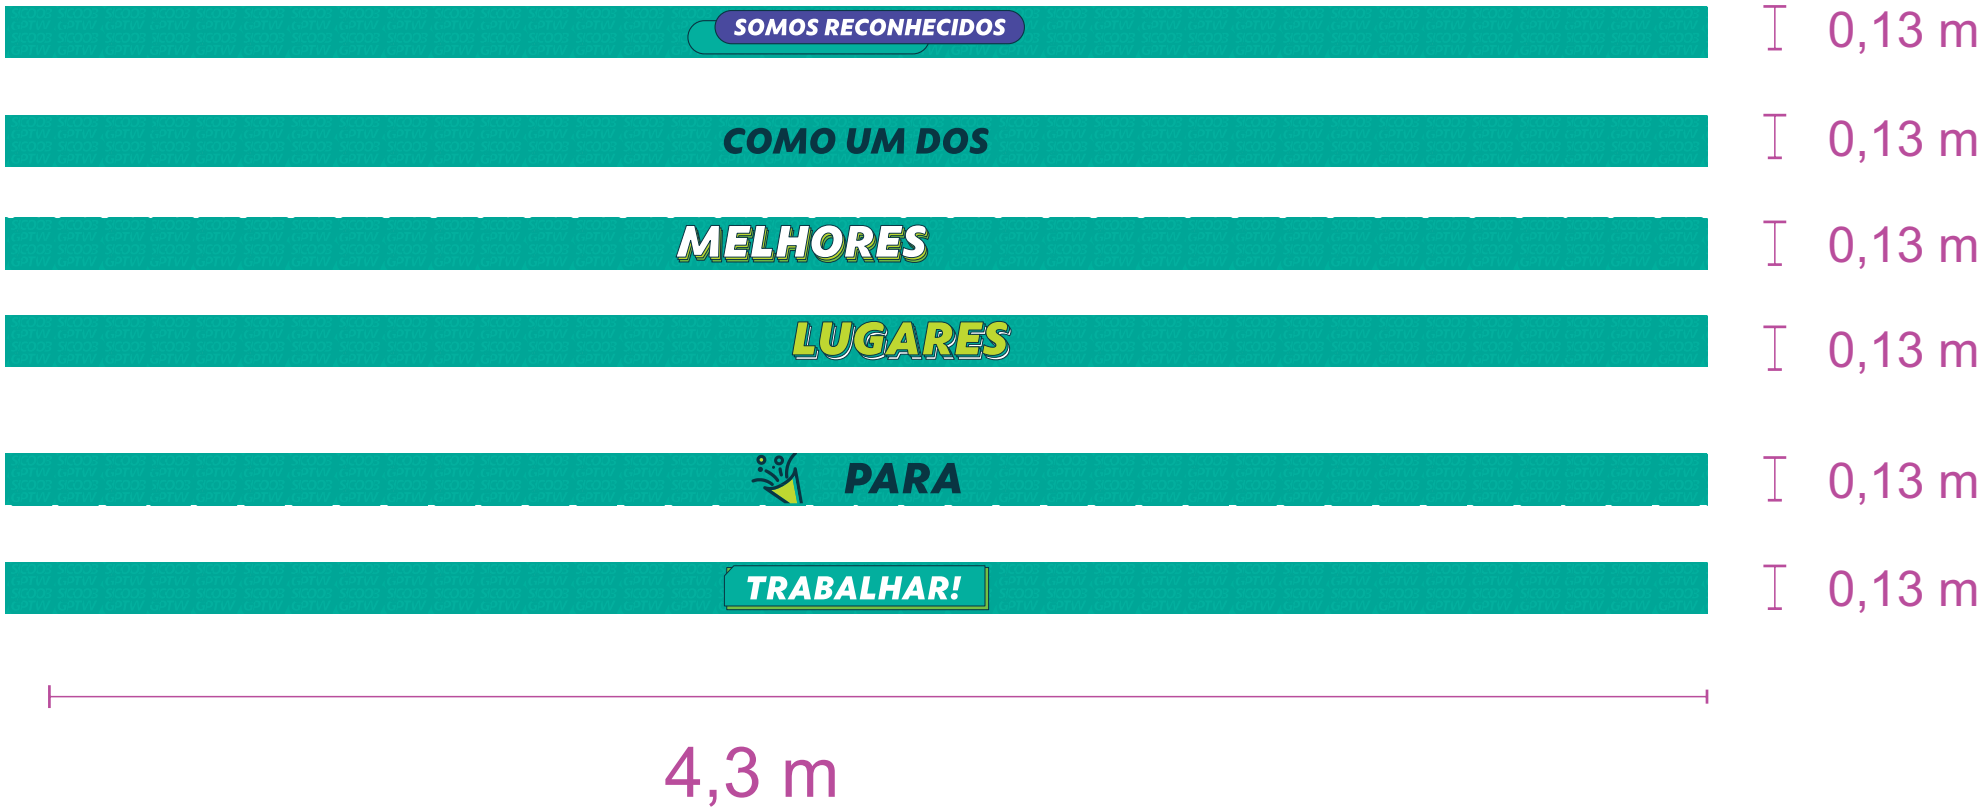 SOMOS RECONHECIDOS
0,13 m
COMO UM DOS
0,13 m
MELHORES
0,13 m
LUGARES
0,13 m
PARA
0,13 m
TRABALHAR!
0,13 m
4,3 m